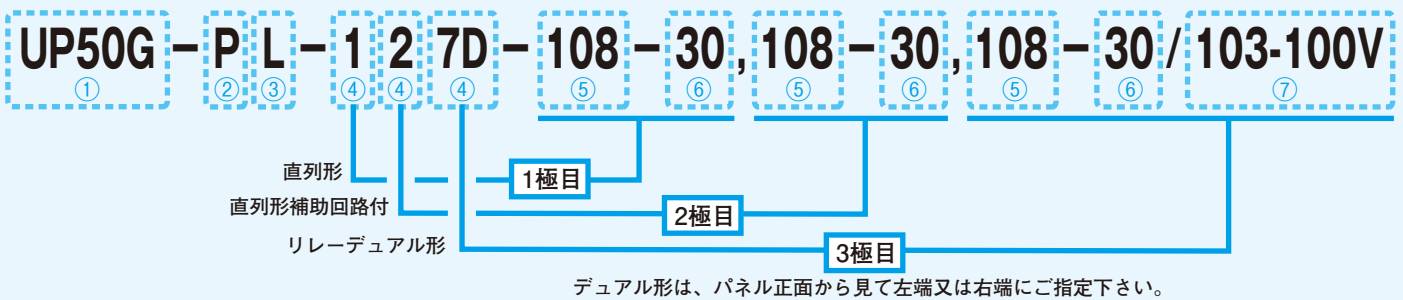 UP50G－P L－1 2 7D－108－30,108－30,108－30/103-100V
① ② ③ ④ ④ ④ ⑤ ⑥ ⑤ ⑥ ⑤ ⑥ ⑦
直列形 1極目
直列形補助回路付 2極目
リレーデュアル形 3極目
デュアル形は、パネル正面から見て左端又は右端にご指定下さい。